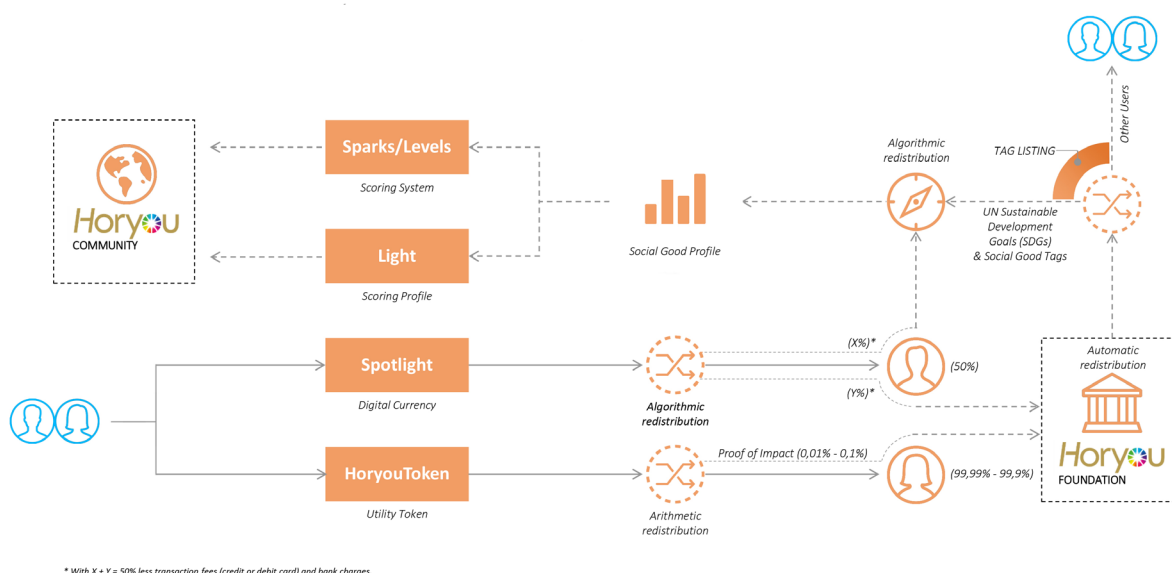 Other Users
Algorithmic
redistribution
TAG LISTING
Sparks/Levels
Scoring System
Horyou
COMMUNITY
UN Sustainable
Development
Goals (SDGs)
& Social Good Tags
Social Good Profile
Light
Scoring Profile
Spotlight
Digital Currency
(X%)*
(50%)
(Y%)*
Algorithmic
redistribution
Automatic
redistribution
Horyou
FOUNDATION
HoryouToken
Utility Token
Proof of Impact (0,01% - 0,1%)
(99,99% - 99,9%)
Arithmetic
redistribution
* With X + Y = 50% less transaction fees (credit or debit card) and bank charges